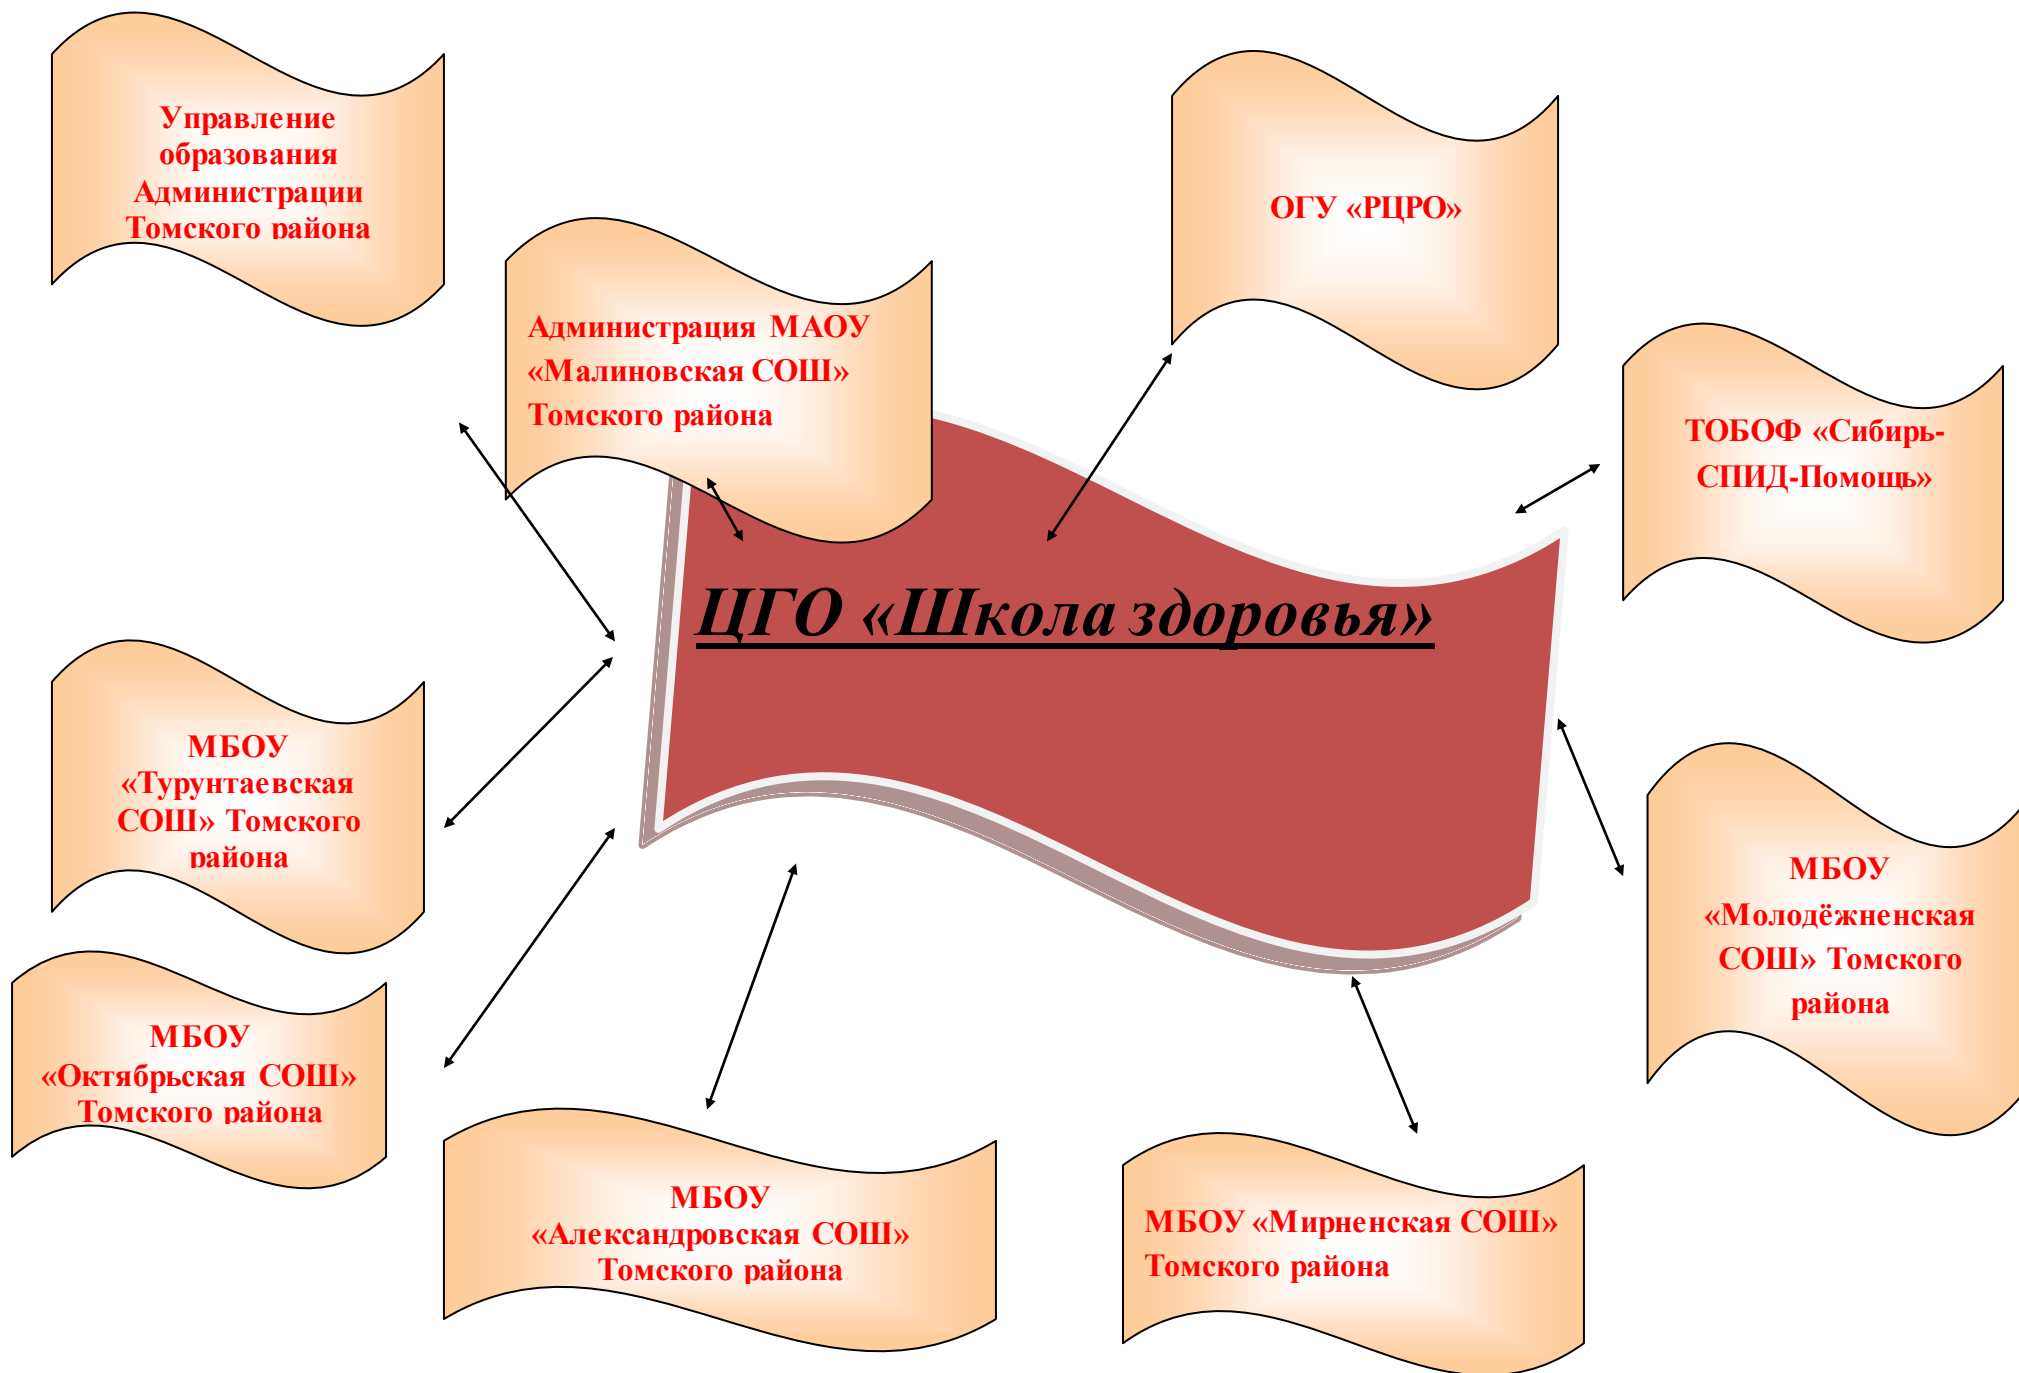 Управление
образования
Администрации
Томского района
ОГУ «РЦРО»
Администрация МАОУ
«Малиновская СОШ»
Томского района
ТОБОФ «Сибирь-
СПИД-Помощь»
ЦГО «Школа здоровья»
МБОУ
«Турунтаевская
СОШ» Томского
района
МБОУ
«Молодёжненская
СОШ» Томского
района
МБОУ
«Октябрьская СОШ»
Томского района
МБОУ
«Александровская СОШ»
Томского района
МБОУ «Мирненская СОШ»
Томского района